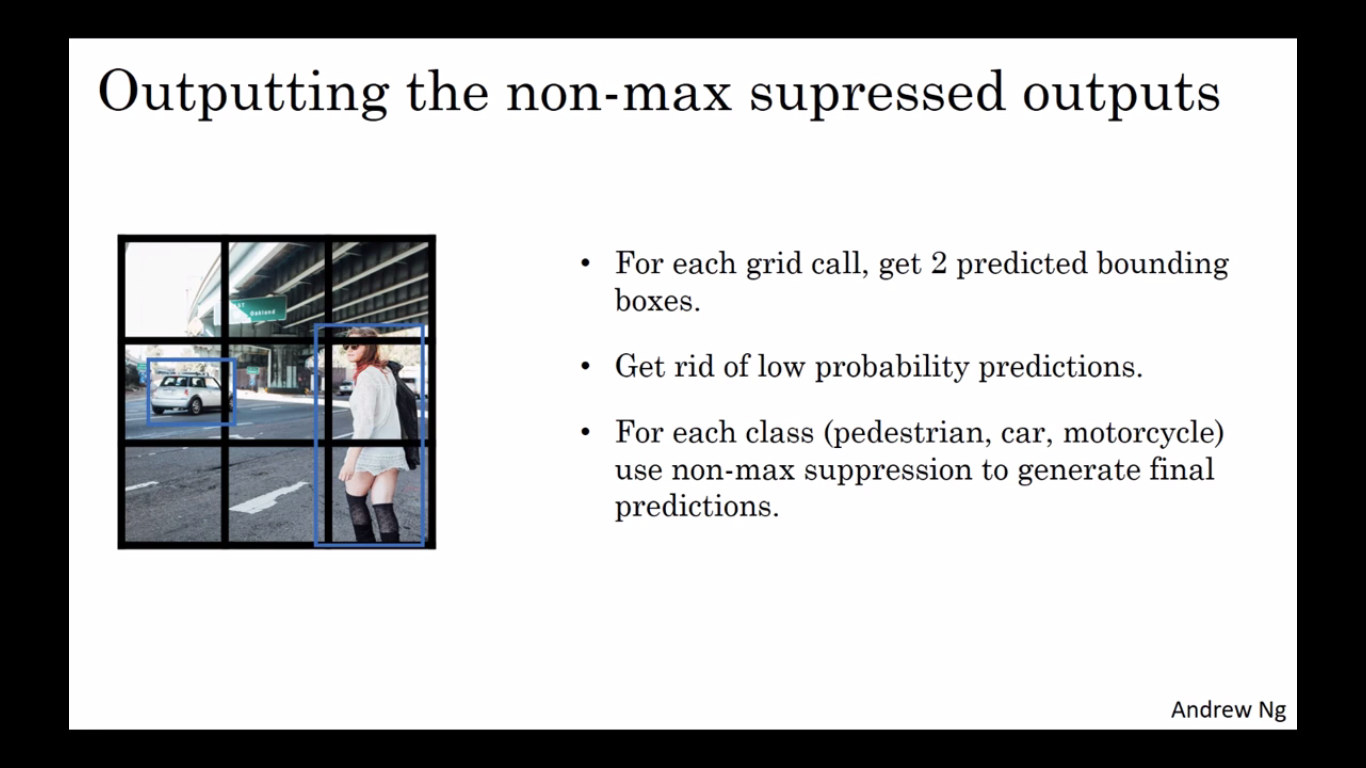 Outputting the non-max supressed outputs
• For each grid call, get 2 predicted bounding
boxes.
• Get rid of low probability predictions.
• For each class (pedestrian, car, motorcycle)
use non-max suppression to generate final
predictions.
Oakland
Andrew Ng